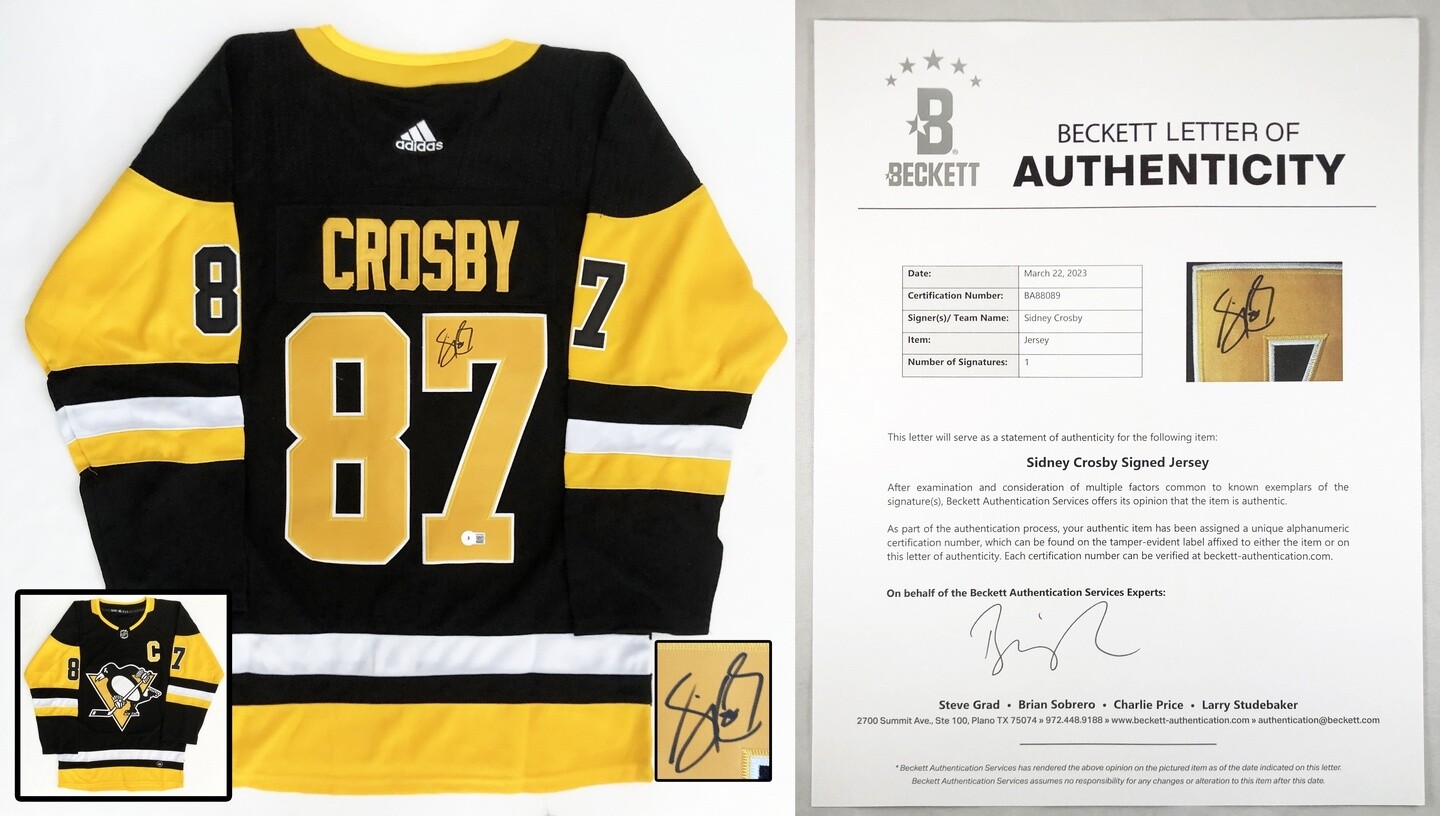 adidas
CROSBY
8 87 7
8 C 7
BECKETT
BECKETT LETTER OF
AUTHENTICITY
Date: March 22, 2023
Certification Number: BA88089
Signer(s)/ Team Name: Sidney Crosby
Item: Jersey
Number of Signatures: 1
This letter will serve as a statement of authenticity for the following item:
Sidney Crosby Signed Jersey
After examination and consideration of multiple factors common to known exemplars of the
signature(s), Beckett Authentication Services offers its opinion that the item is authentic.
As part of the authentication process, your authentic item has been assigned a unique alphanumeric
certification number, which can be found on the tamper-evident label affixed to either the item or on
this letter of authenticity. Each certification number can be verified at beckett-authentication.com.
On behalf of the Beckett Authentication Services Experts:
Steve Grad • Brian Sobrero • Charlie Price • Larry Studebaker
2700 Summit Ave., Ste 100, Plano TX 75074 » 972.448.9188 » www.beckett-authentication.com » authentication@beckett.com
* Beckett Authentication Services has rendered the above opinion on the pictured item as of the date indicated on this letter.
Beckett Authentication Services assumes no responsibility for any changes or alteration to this item after this date.